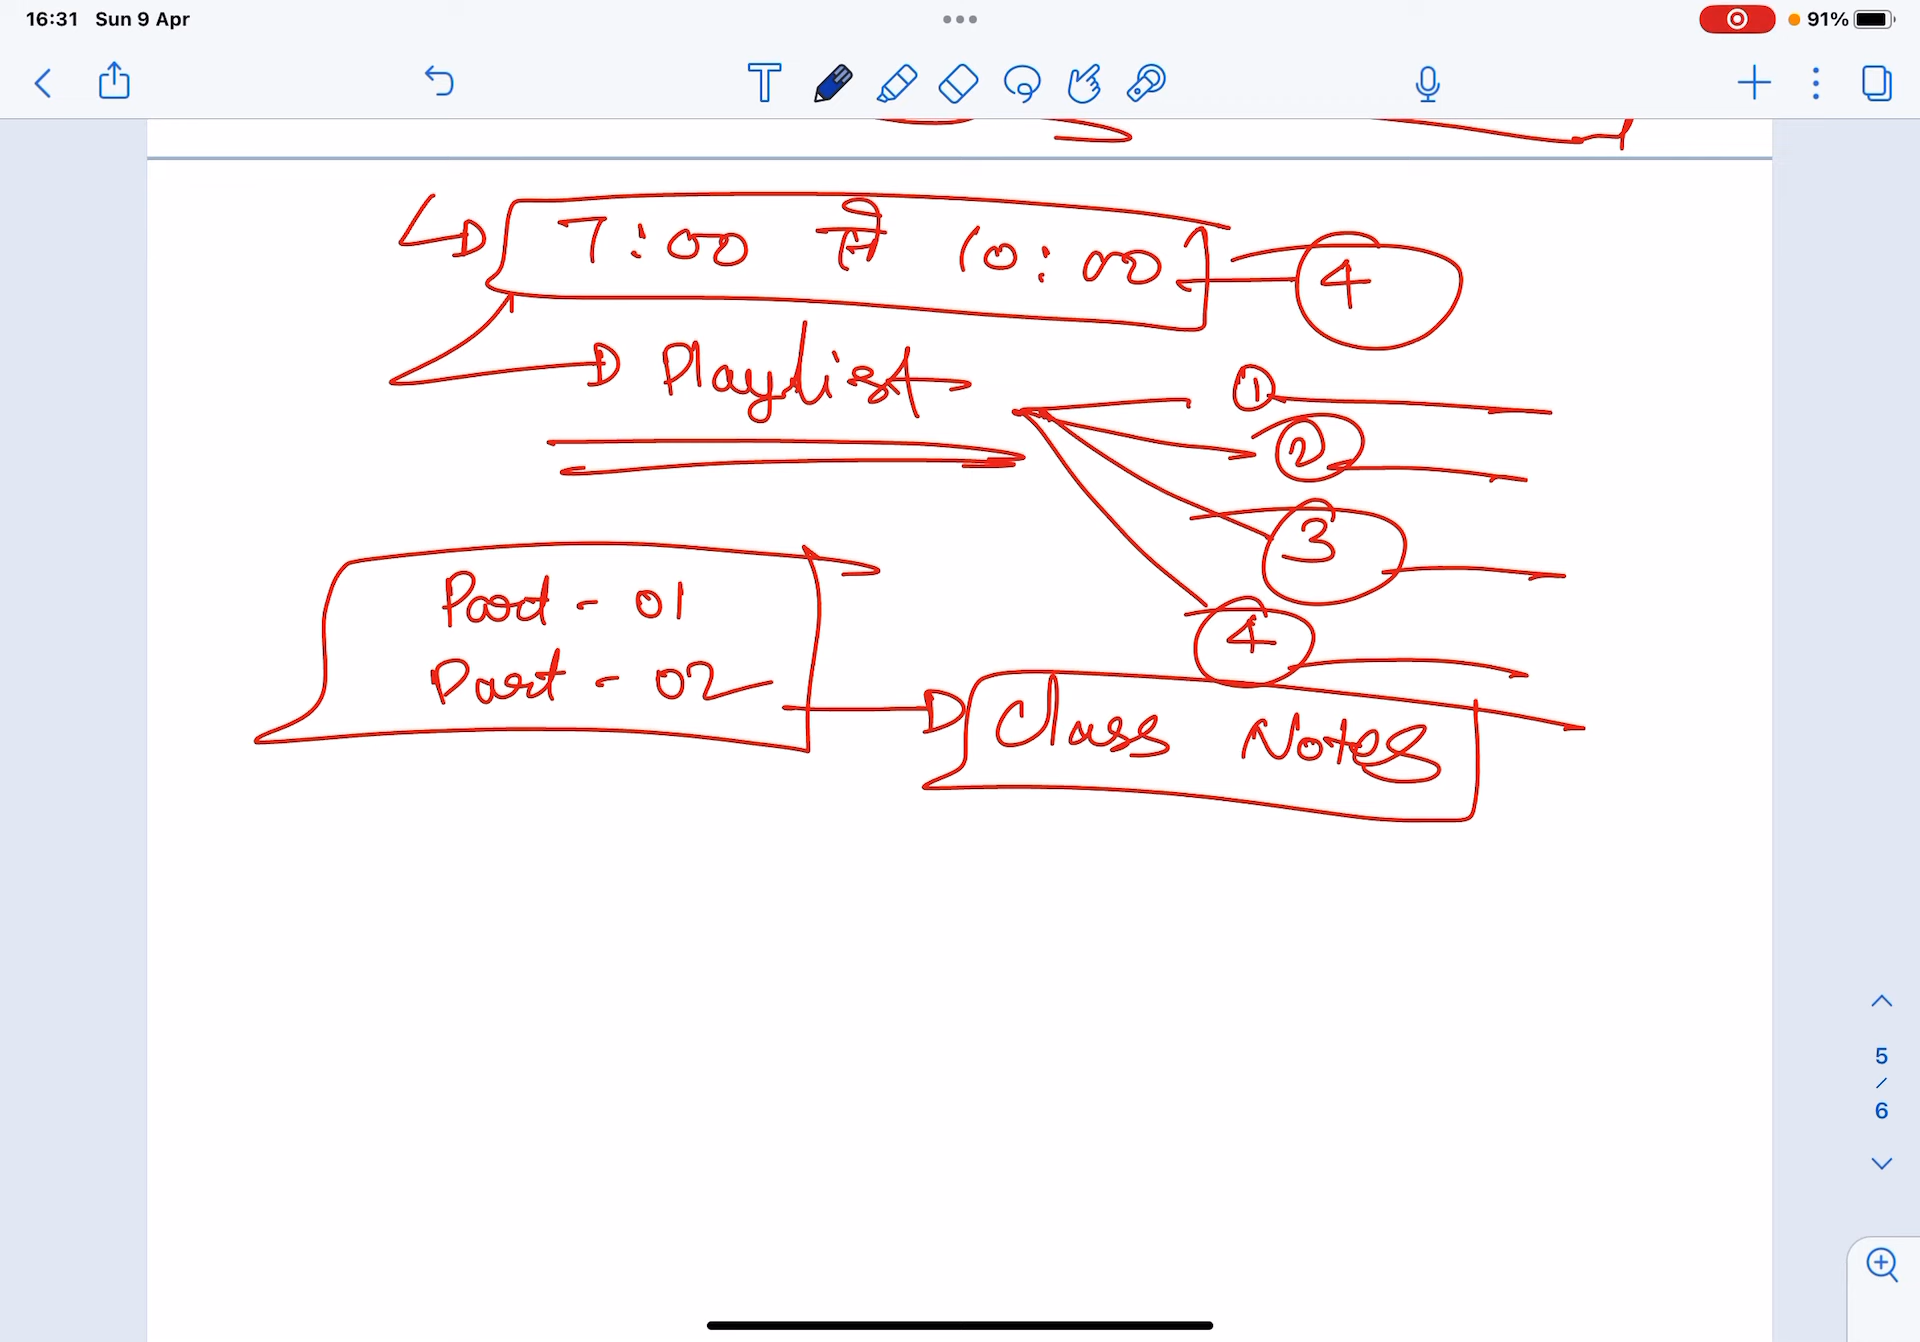 16:31 Sun 9 Apr
91%
7:00 से 10:00 4
Playlist
1
2
3
4
Part - 01
Part - 02
Class Notes
5
/
6